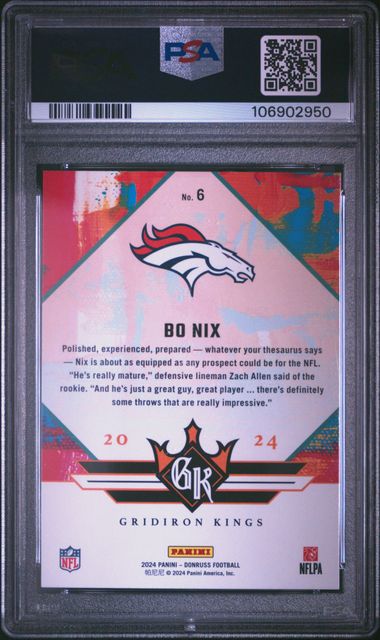 PSA
106902950
No. 6
BO NIX
Polished, experienced, prepared — whatever your thesaurus says
— Nix is about as equipped as any prospect could be for the NFL.
"He's really mature," defensive lineman Zach Allen said of the
rookie. "And he's just a great guy, great player ... there's definitely
some throws that are really impressive."
20 24
GK
GRIDIRON KINGS
NFL
PANINI
NFLPA
2024 PANINI – DONRUSS FOOTBALL
帕尼尼 © 2024 Panini America, Inc.
PSA